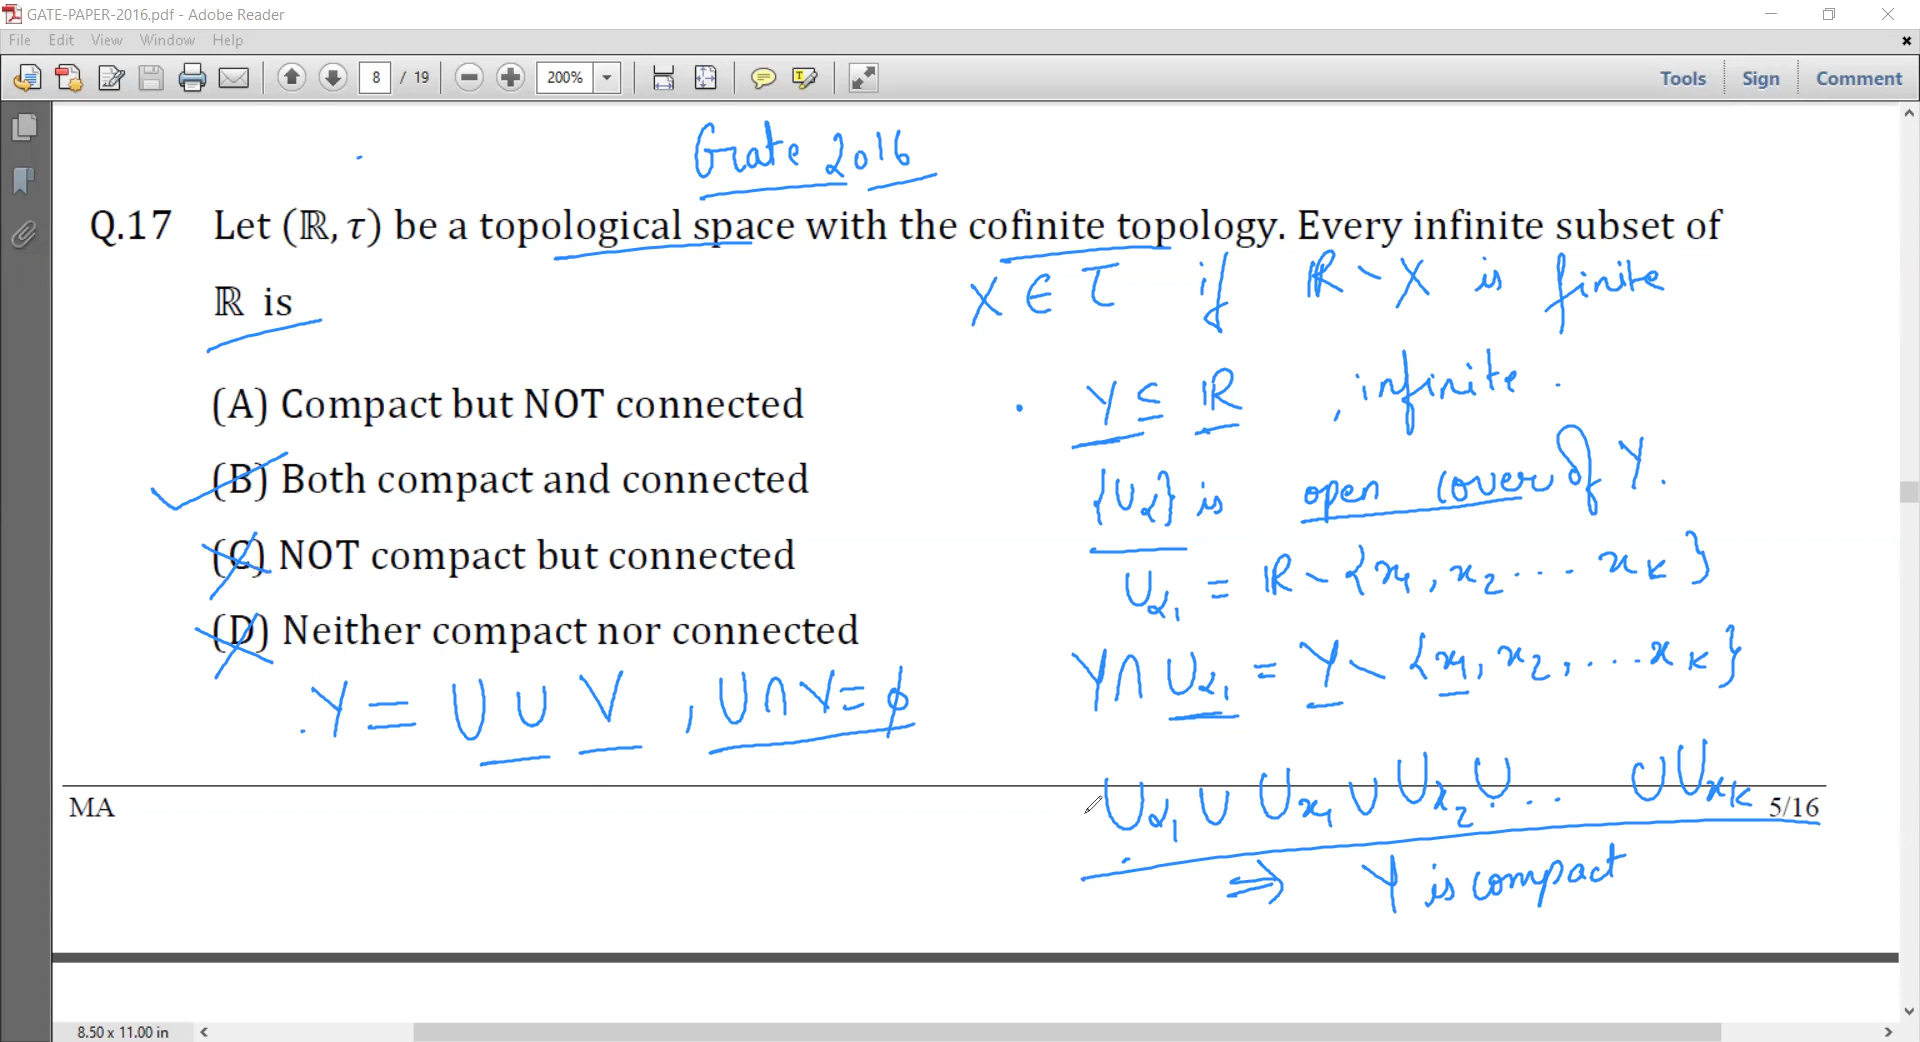 GATE-PAPER-2016.pdf - Adobe Reader
File Edit View Window Help
8 / 19 200% Tools Sign Comment
Gate 2016
Q.17 Let (ℝ, τ) be a topological space with the cofinite topology. Every infinite subset of
ℝ is
X ∈ τ if ℝ ∖ X is finite
(A) Compact but NOT connected
(B) Both compact and connected
(C) NOT compact but connected
(D) Neither compact nor connected
. Y = U ∪ V , U ∩ V = ϕ
. Y ⊆ ℝ , infinite .
{U_α} is open cover of Y.
U_α₁ = ℝ ∖ {x₁, x₂ ... x_k}
Y ∩ U_α₁ = Y ∖ {x₁, x₂, ... x_k}
U_α₁ ∪ U_x₁ ∪ U_x₂ ∪ ... ∪ U_x_k
⇒ Y is compact
MA 5/16
8.50 x 11.00 in